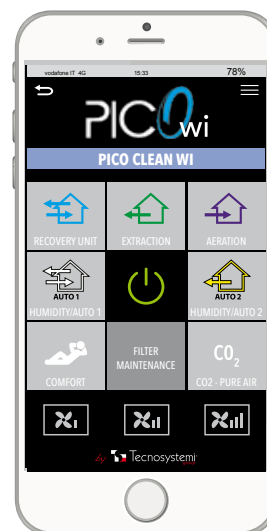 vodafone IT 4G 15:33 78%
PICO wi
PICO CLEAN WI
RECOVERY UNIT EXTRACTION AERATION
AUTO 1 AUTO 2
HUMIDITY/AUTO 1 HUMIDITY/AUTO 2
FILTER
MAINTENANCE
CO2
COMFORT CO2 - PURE AIR
by Tecnosystemi